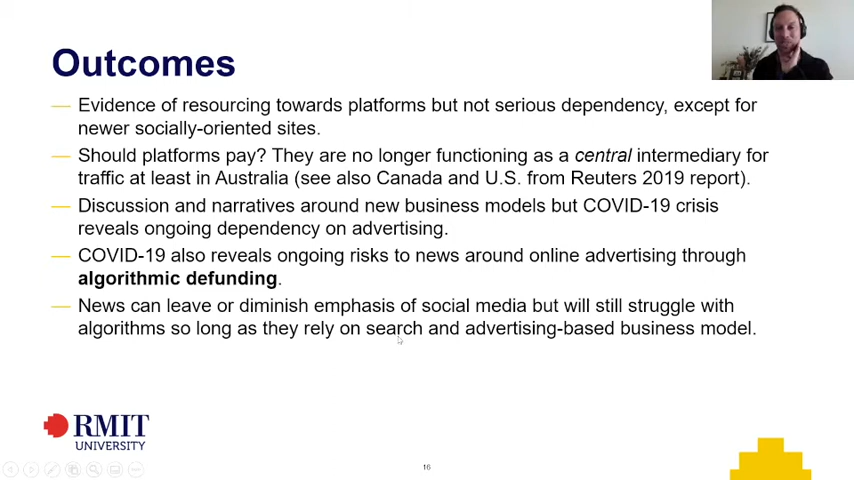 Outcomes
— Evidence of resourcing towards platforms but not serious dependency, except for
newer socially-oriented sites.
— Should platforms pay? They are no longer functioning as a central intermediary for
traffic at least in Australia (see also Canada and U.S. from Reuters 2019 report).
— Discussion and narratives around new business models but COVID-19 crisis
reveals ongoing dependency on advertising.
— COVID-19 also reveals ongoing risks to news around online advertising through
algorithmic defunding.
— News can leave or diminish emphasis of social media but will still struggle with
algorithms so long as they rely on search and advertising-based business model.
RMIT
UNIVERSITY
16